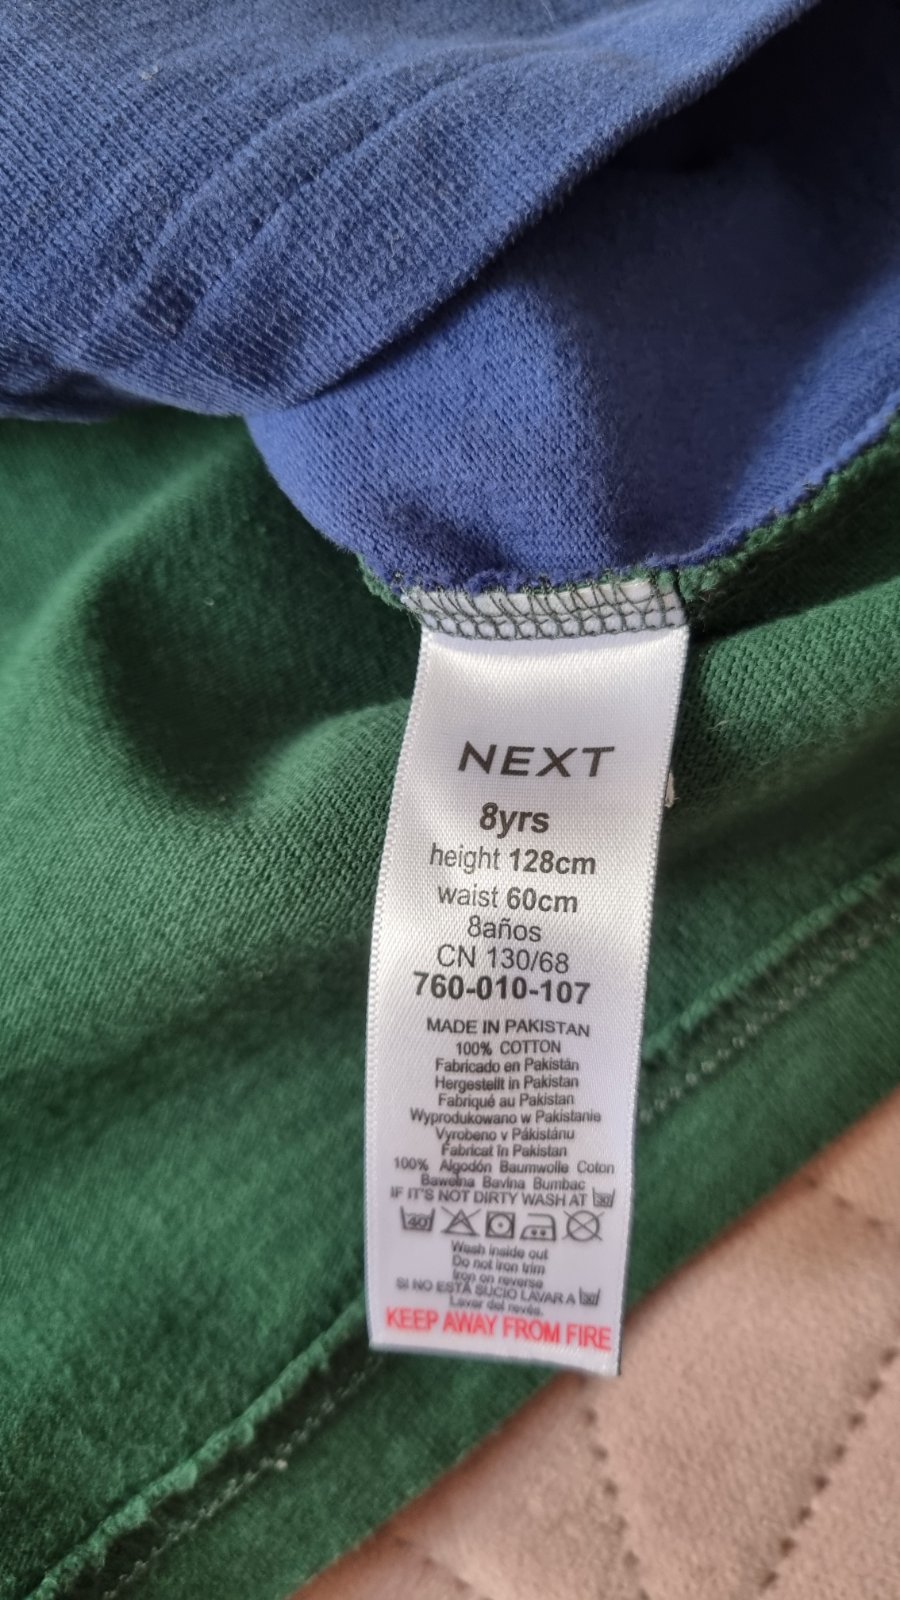 NEXT
8yrs
height 128cm
waist 60cm
8años
CN 130/68
760-010-107
MADE IN PAKISTAN
100% COTTON
Fabricado en Pakistán
Hergestellt in Pakistan
Fabriqué au Pakistan
Wyprodukowano w Pakistanie
Vyrobeno v Pákistánu
Fabricat în Pakistan
100% Algodón Baumwolle Coton
Bawełna Bavlna Bumbac
IF IT'S NOT DIRTY WASH AT 30
40
Wash inside out
Do not iron trim
Iron on reverse
SI NO ESTÁ SUCIO LAVAR A 30
Lavar del revés.
KEEP AWAY FROM FIRE